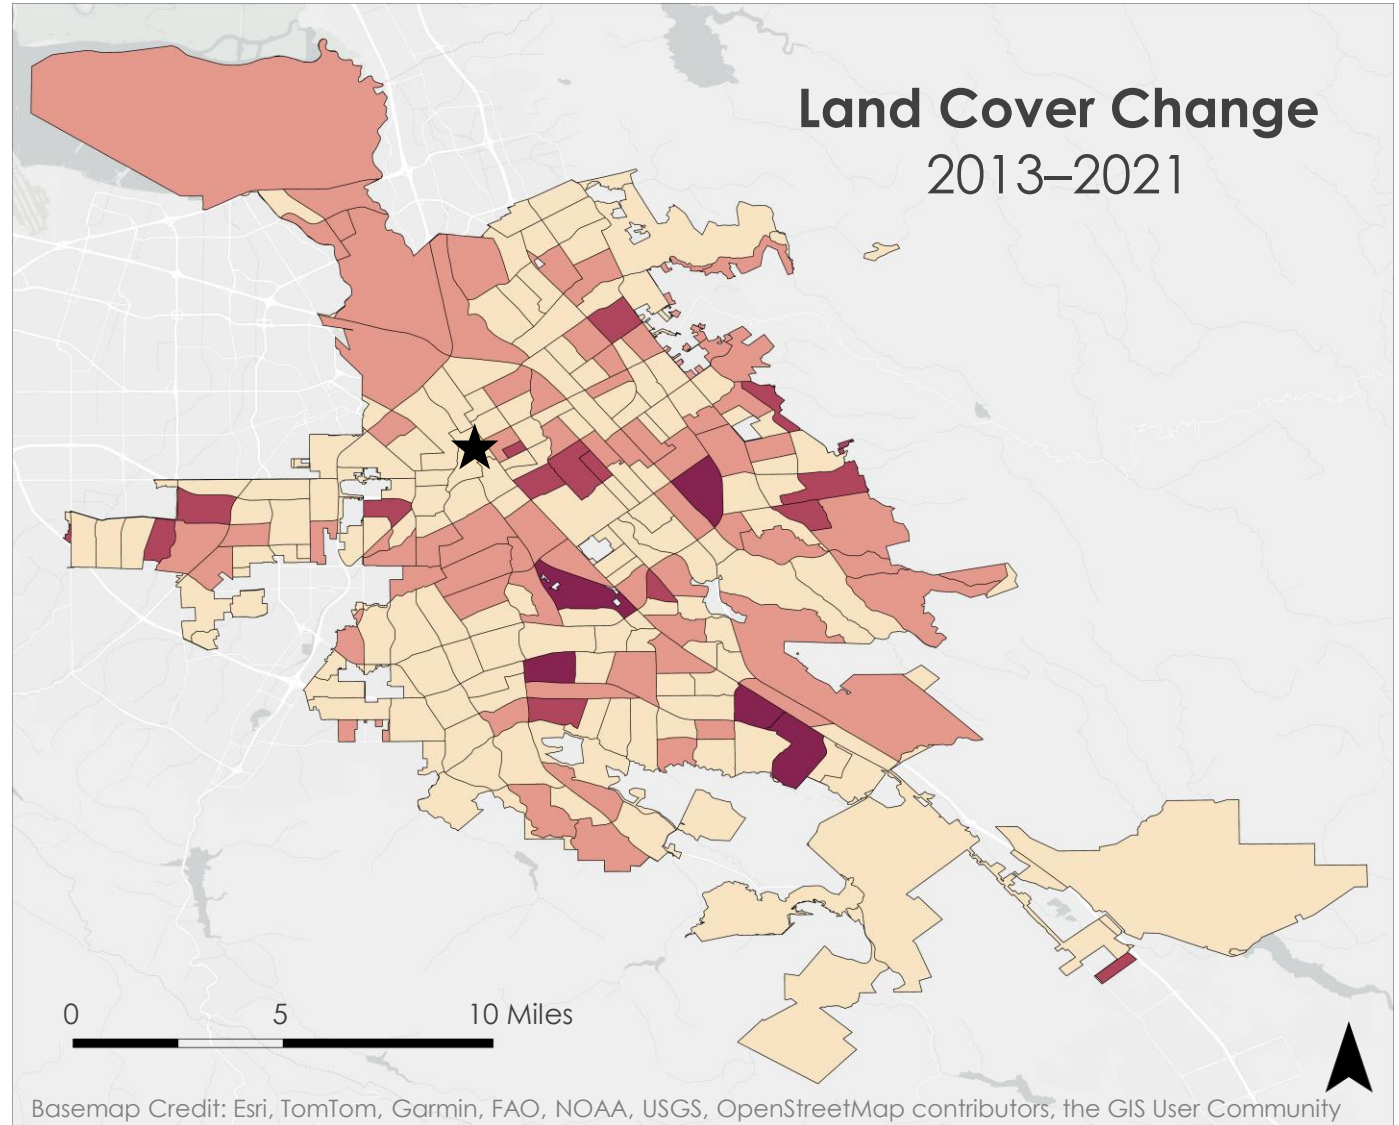 Land Cover Change
2013–2021
0 5 10 Miles
Basemap Credit: Esri, TomTom, Garmin, FAO, NOAA, USGS, OpenStreetMap contributors, the GIS User Community